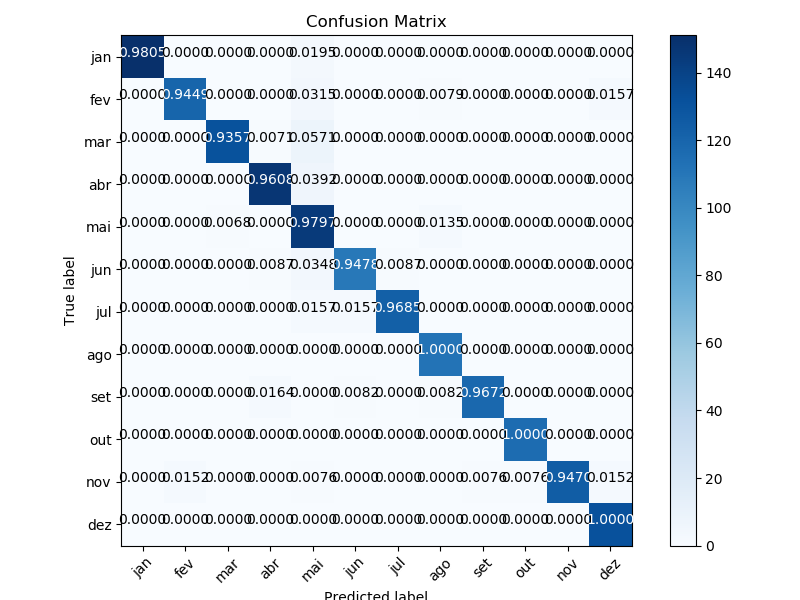 Confusion Matrix
jan 0.9805 0.0000 0.0000 0.0000 0.0195 0.0000 0.0000 0.0000 0.0000 0.0000 0.0000 0.0000
fev 0.0000 0.9449 0.0000 0.0000 0.0315 0.0000 0.0000 0.0079 0.0000 0.0000 0.0000 0.0157
mar 0.0000 0.0000 0.9357 0.0071 0.0571 0.0000 0.0000 0.0000 0.0000 0.0000 0.0000 0.0000
abr 0.0000 0.0000 0.0000 0.9608 0.0392 0.0000 0.0000 0.0000 0.0000 0.0000 0.0000 0.0000
mai 0.0000 0.0000 0.0068 0.0000 0.9797 0.0000 0.0000 0.0135 0.0000 0.0000 0.0000 0.0000
jun 0.0000 0.0000 0.0000 0.0087 0.0348 0.9478 0.0087 0.0000 0.0000 0.0000 0.0000 0.0000
jul 0.0000 0.0000 0.0000 0.0000 0.0157 0.0157 0.9685 0.0000 0.0000 0.0000 0.0000 0.0000
ago 0.0000 0.0000 0.0000 0.0000 0.0000 0.0000 0.0000 1.0000 0.0000 0.0000 0.0000 0.0000
set 0.0000 0.0000 0.0000 0.0164 0.0000 0.0082 0.0000 0.0082 0.9672 0.0000 0.0000 0.0000
out 0.0000 0.0000 0.0000 0.0000 0.0000 0.0000 0.0000 0.0000 0.0000 1.0000 0.0000 0.0000
nov 0.0000 0.0152 0.0000 0.0000 0.0076 0.0000 0.0000 0.0000 0.0076 0.0076 0.9470 0.0152
dez 0.0000 0.0000 0.0000 0.0000 0.0000 0.0000 0.0000 0.0000 0.0000 0.0000 0.0000 1.0000
jan fev mar abr mai jun jul ago set out nov dez
True label
Predicted label
140
120
100
80
60
40
20
0